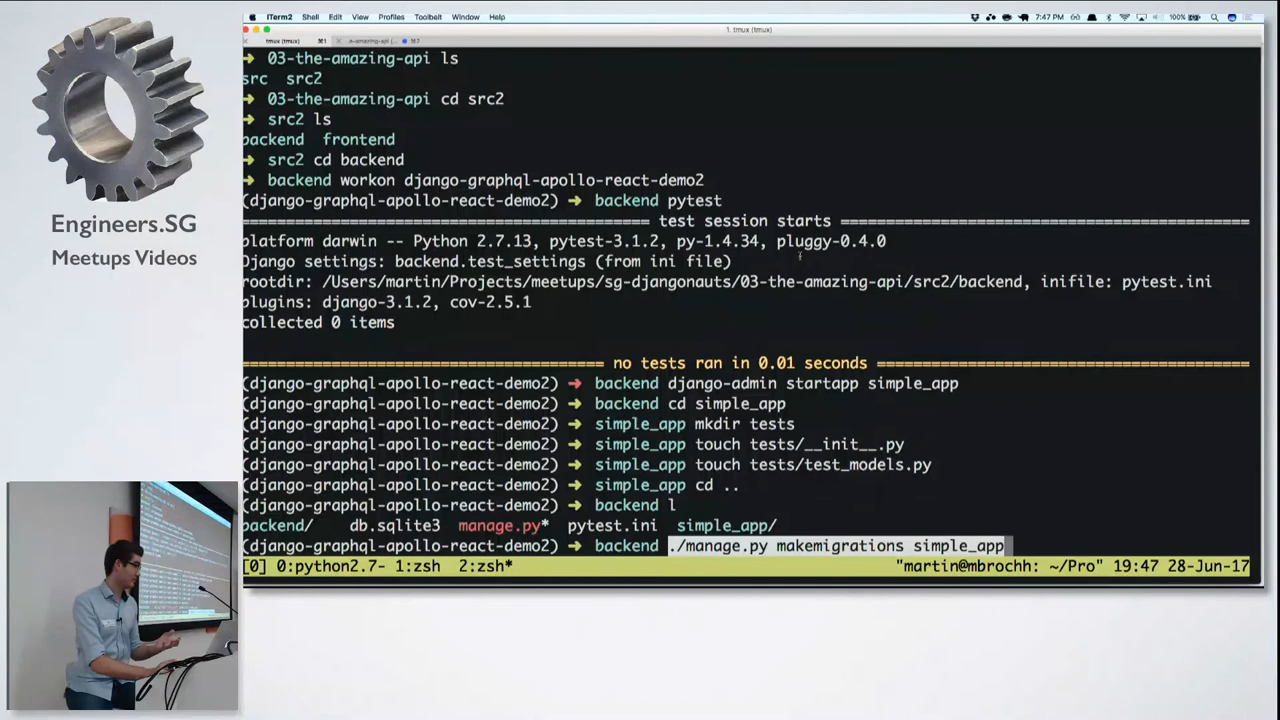 iTerm2 Shell Edit View Profiles Toolbelt Window Help 7:47 PM 100%
1. tmux (tmux)
tmux (tmux) ⌘1
➜ 03-the-amazing-api ls
src src2
➜ 03-the-amazing-api cd src2
➜ src2 ls
backend frontend
➜ src2 cd backend
➜ backend workon django-graphql-apollo-react-demo2
(django-graphql-apollo-react-demo2) ➜ backend pytest
============================================= test session starts =============================================
platform darwin -- Python 2.7.13, pytest-3.1.2, py-1.4.34, pluggy-0.4.0
Django settings: backend.test_settings (from ini file)
rootdir: /Users/martin/Projects/meetups/sg-djangonauts/03-the-amazing-api/src2/backend, inifile: pytest.ini
plugins: django-3.1.2, cov-2.5.1
collected 0 items
======================================== no tests ran in 0.01 seconds =========================================
(django-graphql-apollo-react-demo2) ➜ backend django-admin startapp simple_app
(django-graphql-apollo-react-demo2) ➜ backend cd simple_app
(django-graphql-apollo-react-demo2) ➜ simple_app mkdir tests
(django-graphql-apollo-react-demo2) ➜ simple_app touch tests/__init__.py
(django-graphql-apollo-react-demo2) ➜ simple_app touch tests/test_models.py
(django-graphql-apollo-react-demo2) ➜ simple_app cd ..
(django-graphql-apollo-react-demo2) ➜ backend l
backend/ db.sqlite3 manage.py* pytest.ini simple_app/
(django-graphql-apollo-react-demo2) ➜ backend ./manage.py makemigrations simple_app
[0] 0:python2.7- 1:zsh 2:zsh* "martin@mbrochh: ~/Pro" 19:47 28-Jun-17
Engineers.SG
Meetups Videos